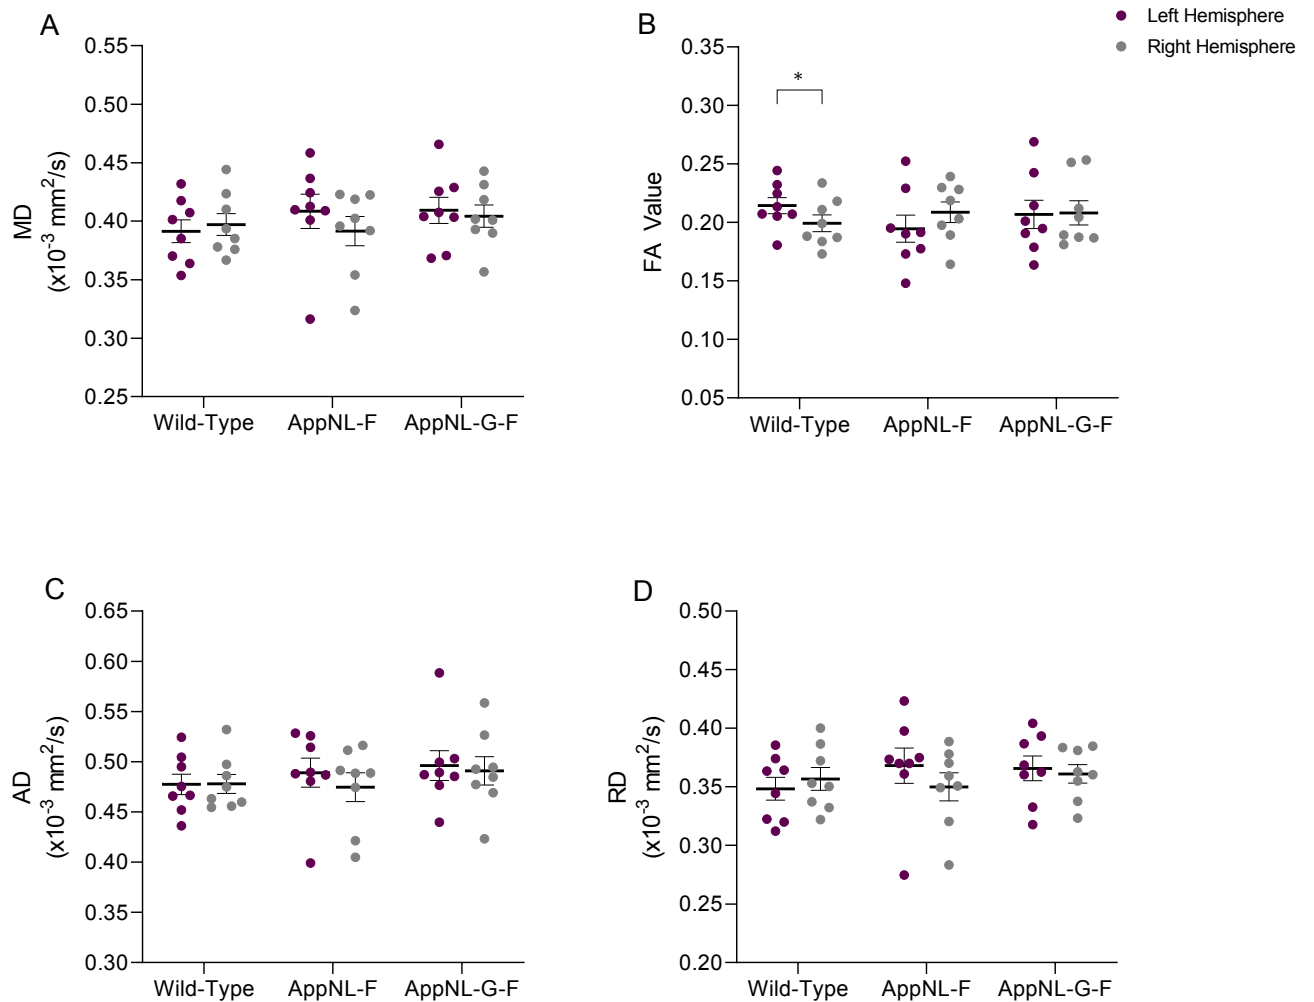 Left Hemisphere
Right Hemisphere
A
0.55
0.50
0.45
0.40
0.35
0.30
0.25
MD
(x10⁻³ mm²/s)
Wild-Type AppNL-F AppNL-G-F
B
0.35
0.30
0.25
0.20
0.15
0.10
0.05
FA Value
*
Wild-Type AppNL-F AppNL-G-F
C
0.65
0.60
0.55
0.50
0.45
0.40
0.35
0.30
AD
(x10⁻³ mm²/s)
Wild-Type AppNL-F AppNL-G-F
D
0.50
0.45
0.40
0.35
0.30
0.25
0.20
RD
(x10⁻³ mm²/s)
Wild-Type AppNL-F AppNL-G-F